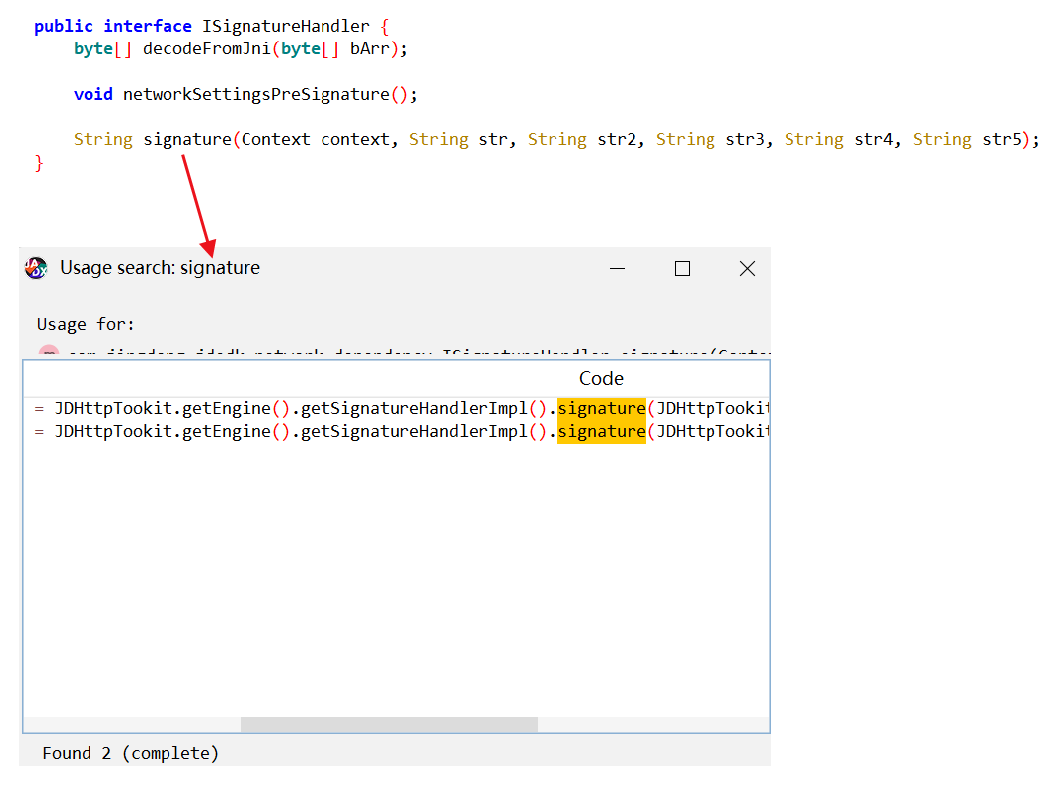 public interface ISignatureHandler {
byte[] decodeFromJni(byte[] bArr);
void networkSettingsPreSignature();
String signature(Context context, String str, String str2, String str3, String str4, String str5);
}
Usage search: signature
Usage for:
Code
= JDHttpTookit.getEngine().getSignatureHandlerImpl().signature(JDHttpTookit
= JDHttpTookit.getEngine().getSignatureHandlerImpl().signature(JDHttpTookit
Found 2 (complete)